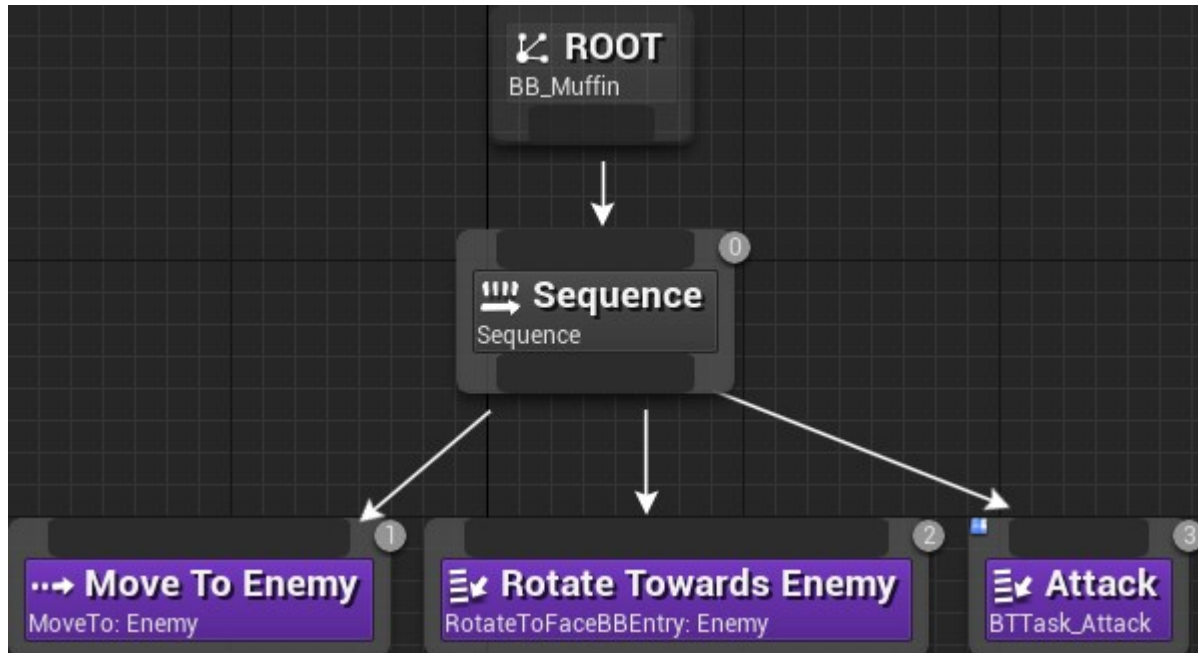 ROOT
BB_Muffin
0
Sequence
Sequence
1
2
3
Move To Enemy
MoveTo: Enemy
Rotate Towards Enemy
RotateToFaceBBEntry: Enemy
Attack
BTTask_Attack